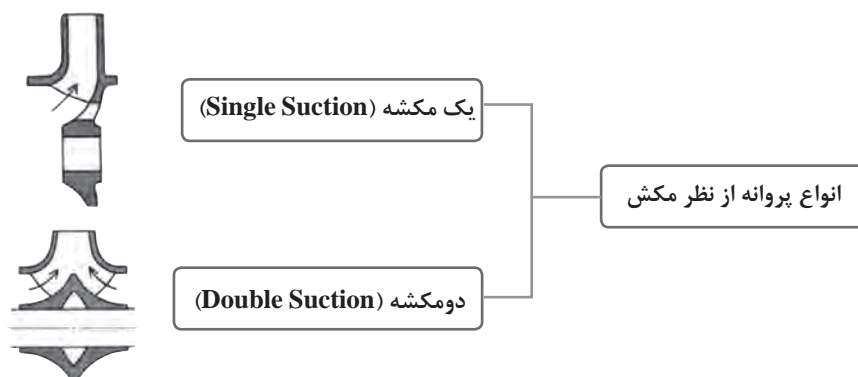 انواع پروانه از نظر مکش
یک مکشه (Single Suction)
دومکشه (Double Suction)